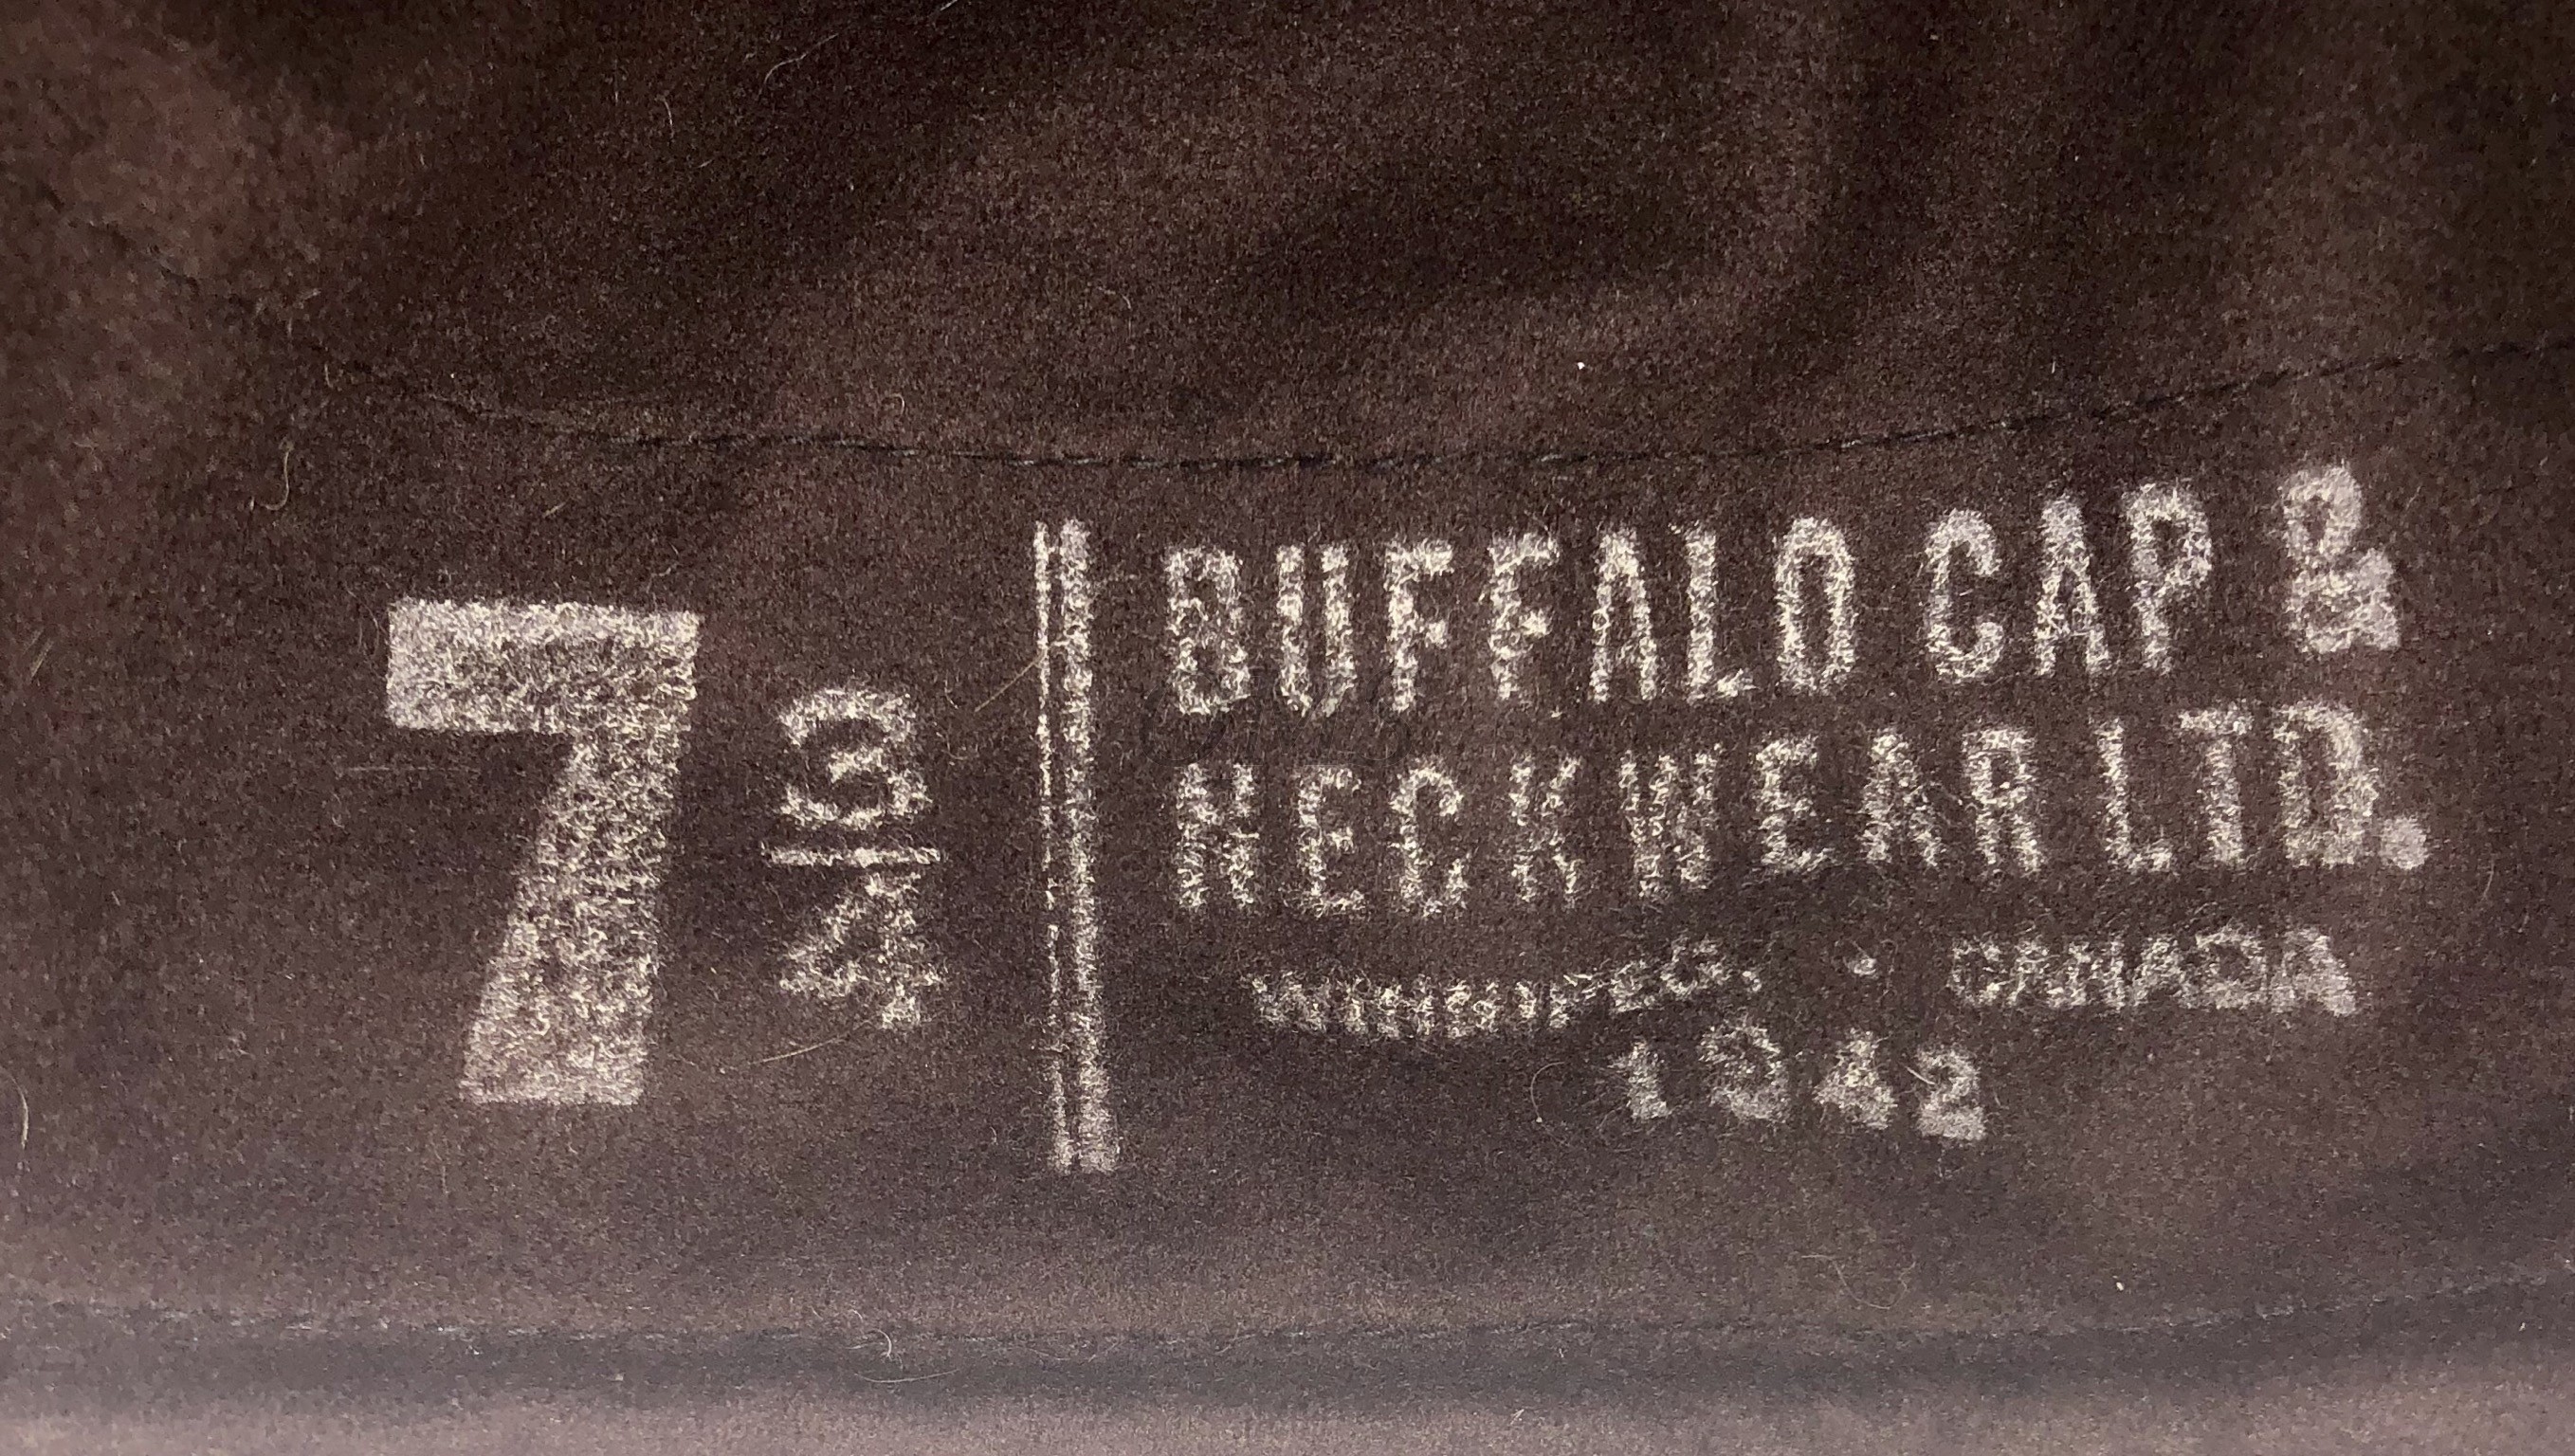 7 3/4
BUFFALO CAP &
NECKWEAR LTD.
WINNIPEG, · CANADA
1942